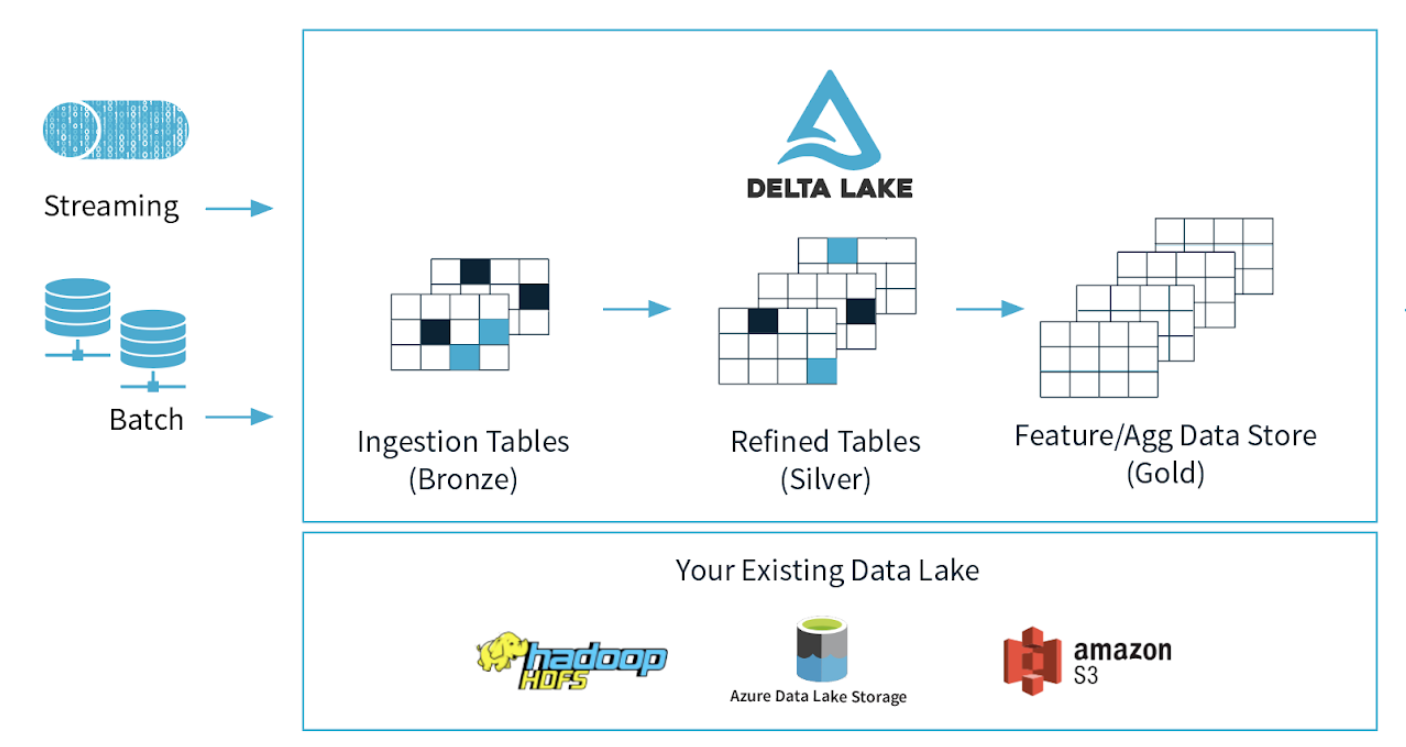 DELTA LAKE
Streaming
Batch
Ingestion Tables
(Bronze)
Refined Tables
(Silver)
Feature/Agg Data Store
(Gold)
Your Existing Data Lake
hadoop
HDFS
Azure Data Lake Storage
amazon
S3